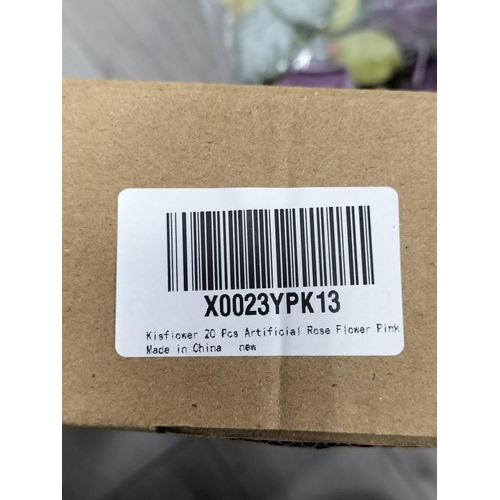 X0023YPK13
Kisflower 20 Pcs Artificial Rose Flower Pink
Made in China new